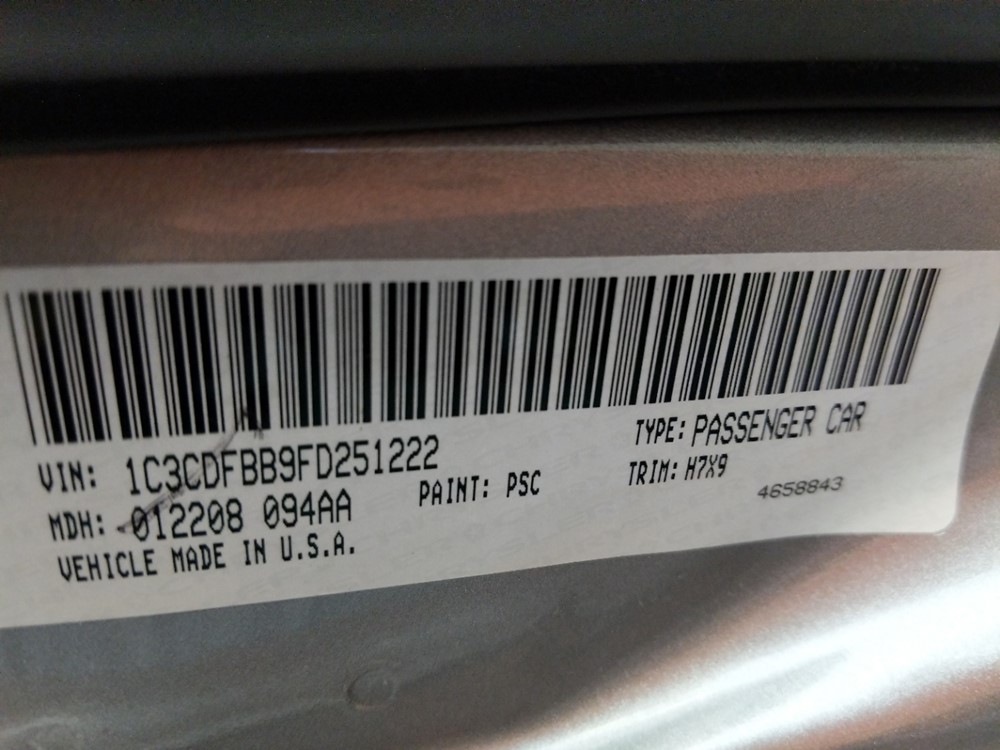 VIN: 1C3CDFBB9FD251222
TYPE: PASSENGER CAR
MDH: 012208 094AA
PAINT: PSC
TRIM: H7X9
VEHICLE MADE IN U.S.A.
4658843